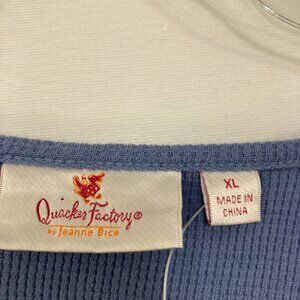 Quacker Factory®
by Jeanne Bice
XL
MADE IN
CHINA